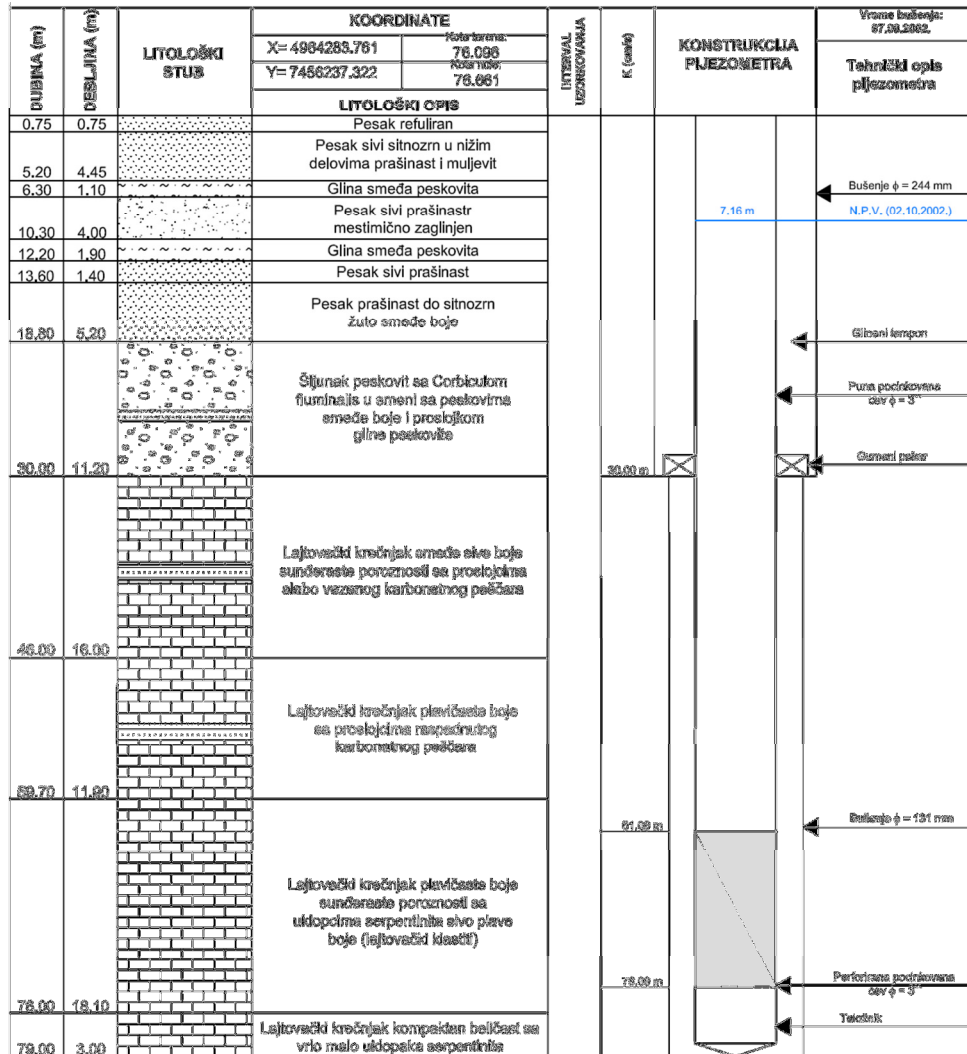 DUBINA (m)
DEBLJINA (m)
LITOLOŠKI
STUB
KOORDINATE
X= 4964283.761
Kota terena:
76.096
Y= 7456237.322
76.661
LITOLOŠKI OPIS
INTERVAL
UZORKOVANJA
K (cm/s)
KONSTRUKCIJA
PIJEZOMETRA
Vreme bušenja:
Tehnički opis
pijezometra
0.75 0.75 Pesak refuliran
Pesak sivi sitnozrn u nižim
delovima prašinast i muljevit
5.20 4.45
6.30 1.10 Glina smeđa peskovita
Pesak sivi prašinastr
mestimično zaglinjen
10.30 4.00
12.20 1.90 Glina smeđa peskovita
13.60 1.40 Pesak sivi prašinast
Pesak prašinast do sitnozrn
žuto smeđe boje
18.80 5.20
Šljunak peskovit sa Corbiculom
fluminalis u smeni sa peskovima
smeđe boje i proslojkom
gline peskovite
30.00 11.20
Lajtovački krečnjak smeđe sive boje
sunđeraste poroznosti sa proslojcima
slabo vezanog karbonatnog peščara
46.00 16.00
Lajtovački krečnjak plavičaste boje
sa proslojcima raspadnutog
karbonatnog peščara
11.90
Lajtovački krečnjak plavičaste boje
sunđeraste poroznosti sa
uklopcima serpentinita sivo plave
boje (lajtovački klastit)
76.00 18.10
Lajtovački krečnjak kompaktan beličast sa
vrlo malo uklopaka serpentinita
79.00 3.00
Bušenje ϕ = 244 mm
7.16 m
N.P.V. (02.10.2002.)
Glineni tampon
Puna pocinkovana
cev ϕ = 3"
30.00 m
Gumeni paker
Bušenje ϕ = 131 mm
Perforirana pocinkovana
cev ϕ = 3"
Taložnik